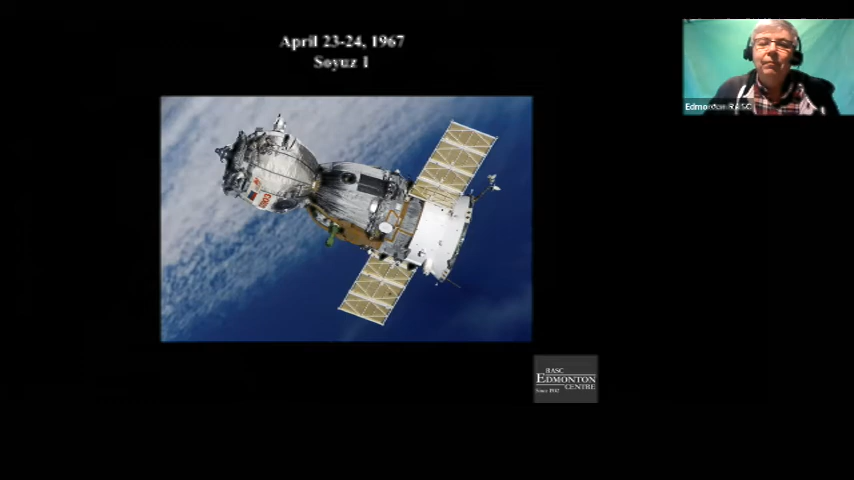 April 23-24, 1967
Soyuz 1
Edmonton RASC
RASC
EDMONTON
CENTRE
Since 1932